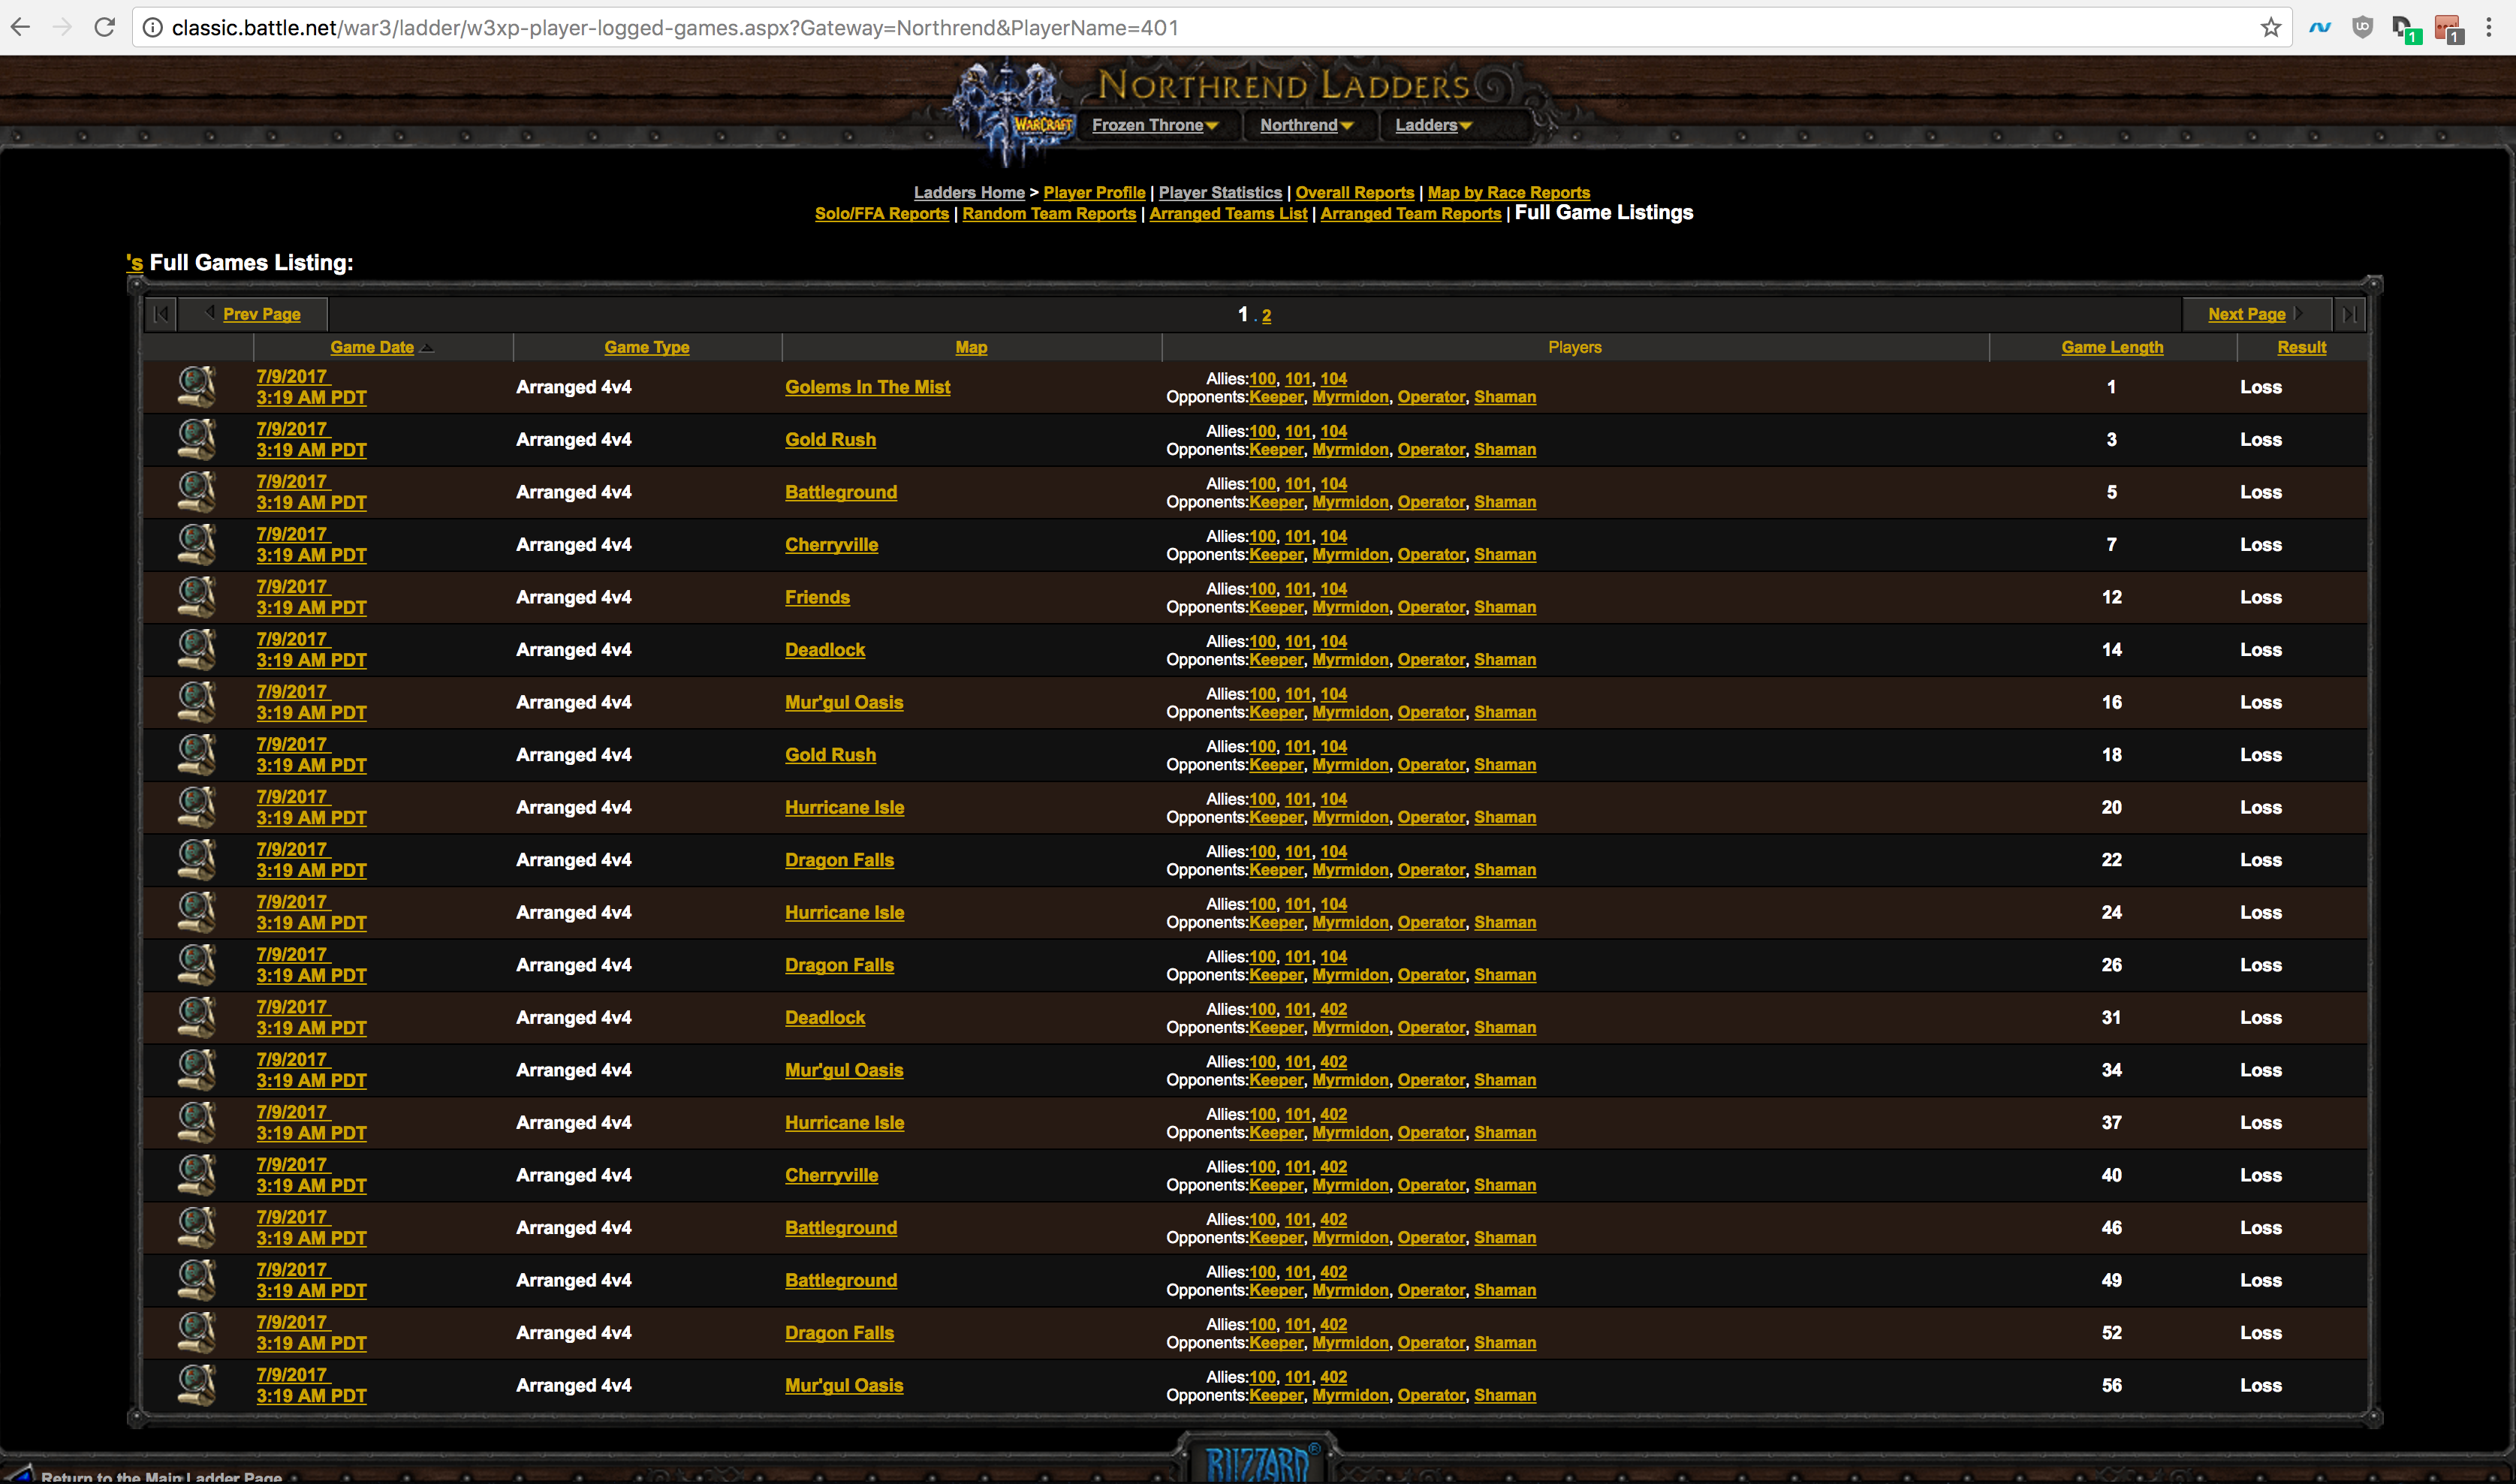 classic.battle.net/war3/ladder/w3xp-player-logged-games.aspx?Gateway=Northrend&PlayerName=401
1
1
NORTHREND LADDERS
WARCRAFT
Frozen Throne Northrend Ladders
Ladders Home > Player Profile | Player Statistics | Overall Reports | Map by Race Reports
Solo/FFA Reports | Random Team Reports | Arranged Teams List | Arranged Team Reports | Full Game Listings
's Full Games Listing:
Prev Page 1 . 2 Next Page
Game Date Game Type Map Players Game Length Result
7/9/2017
3:19 AM PDT
Arranged 4v4
Golems In The Mist
Allies:100, 101, 104
Opponents:Keeper, Myrmidon, Operator, Shaman
1
Loss
7/9/2017
3:19 AM PDT
Arranged 4v4
Gold Rush
Allies:100, 101, 104
Opponents:Keeper, Myrmidon, Operator, Shaman
3
Loss
7/9/2017
3:19 AM PDT
Arranged 4v4
Battleground
Allies:100, 101, 104
Opponents:Keeper, Myrmidon, Operator, Shaman
5
Loss
7/9/2017
3:19 AM PDT
Arranged 4v4
Cherryville
Allies:100, 101, 104
Opponents:Keeper, Myrmidon, Operator, Shaman
7
Loss
7/9/2017
3:19 AM PDT
Arranged 4v4
Friends
Allies:100, 101, 104
Opponents:Keeper, Myrmidon, Operator, Shaman
12
Loss
7/9/2017
3:19 AM PDT
Arranged 4v4
Deadlock
Allies:100, 101, 104
Opponents:Keeper, Myrmidon, Operator, Shaman
14
Loss
7/9/2017
3:19 AM PDT
Arranged 4v4
Mur'gul Oasis
Allies:100, 101, 104
Opponents:Keeper, Myrmidon, Operator, Shaman
16
Loss
7/9/2017
3:19 AM PDT
Arranged 4v4
Gold Rush
Allies:100, 101, 104
Opponents:Keeper, Myrmidon, Operator, Shaman
18
Loss
7/9/2017
3:19 AM PDT
Arranged 4v4
Hurricane Isle
Allies:100, 101, 104
Opponents:Keeper, Myrmidon, Operator, Shaman
20
Loss
7/9/2017
3:19 AM PDT
Arranged 4v4
Dragon Falls
Allies:100, 101, 104
Opponents:Keeper, Myrmidon, Operator, Shaman
22
Loss
7/9/2017
3:19 AM PDT
Arranged 4v4
Hurricane Isle
Allies:100, 101, 104
Opponents:Keeper, Myrmidon, Operator, Shaman
24
Loss
7/9/2017
3:19 AM PDT
Arranged 4v4
Dragon Falls
Allies:100, 101, 104
Opponents:Keeper, Myrmidon, Operator, Shaman
26
Loss
7/9/2017
3:19 AM PDT
Arranged 4v4
Deadlock
Allies:100, 101, 402
Opponents:Keeper, Myrmidon, Operator, Shaman
31
Loss
7/9/2017
3:19 AM PDT
Arranged 4v4
Mur'gul Oasis
Allies:100, 101, 402
Opponents:Keeper, Myrmidon, Operator, Shaman
34
Loss
7/9/2017
3:19 AM PDT
Arranged 4v4
Hurricane Isle
Allies:100, 101, 402
Opponents:Keeper, Myrmidon, Operator, Shaman
37
Loss
7/9/2017
3:19 AM PDT
Arranged 4v4
Cherryville
Allies:100, 101, 402
Opponents:Keeper, Myrmidon, Operator, Shaman
40
Loss
7/9/2017
3:19 AM PDT
Arranged 4v4
Battleground
Allies:100, 101, 402
Opponents:Keeper, Myrmidon, Operator, Shaman
46
Loss
7/9/2017
3:19 AM PDT
Arranged 4v4
Battleground
Allies:100, 101, 402
Opponents:Keeper, Myrmidon, Operator, Shaman
49
Loss
7/9/2017
3:19 AM PDT
Arranged 4v4
Dragon Falls
Allies:100, 101, 402
Opponents:Keeper, Myrmidon, Operator, Shaman
52
Loss
7/9/2017
3:19 AM PDT
Arranged 4v4
Mur'gul Oasis
Allies:100, 101, 402
Opponents:Keeper, Myrmidon, Operator, Shaman
56
Loss
BLIZZARD®
Return to the Main Ladder Page